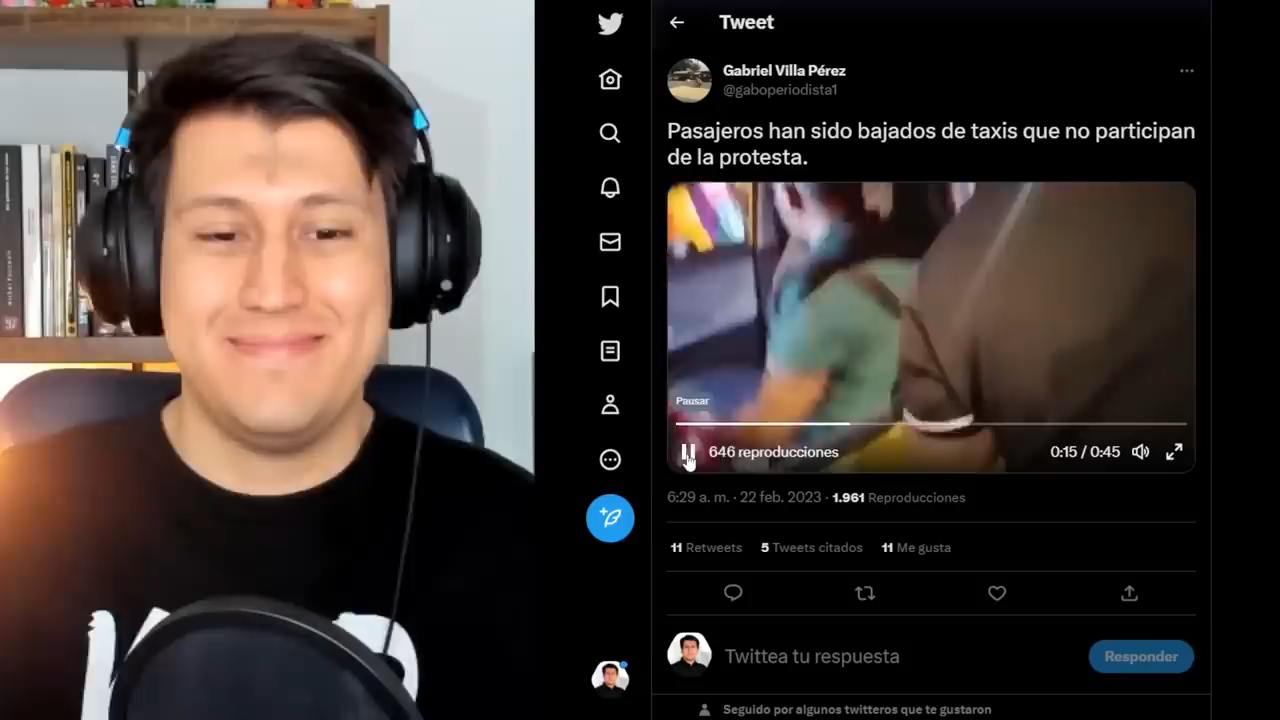 Tweet
Gabriel Villa Pérez
@gaboperiodista1
Pasajeros han sido bajados de taxis que no participan
de la protesta.
Pausar
646 reproducciones
0:15 / 0:45
6:29 a. m. · 22 feb. 2023 · 1.961 Reproducciones
11 Retweets 5 Tweets citados 11 Me gusta
Twittea tu respuesta
Responder
Seguido por algunos twitteros que te gustaron